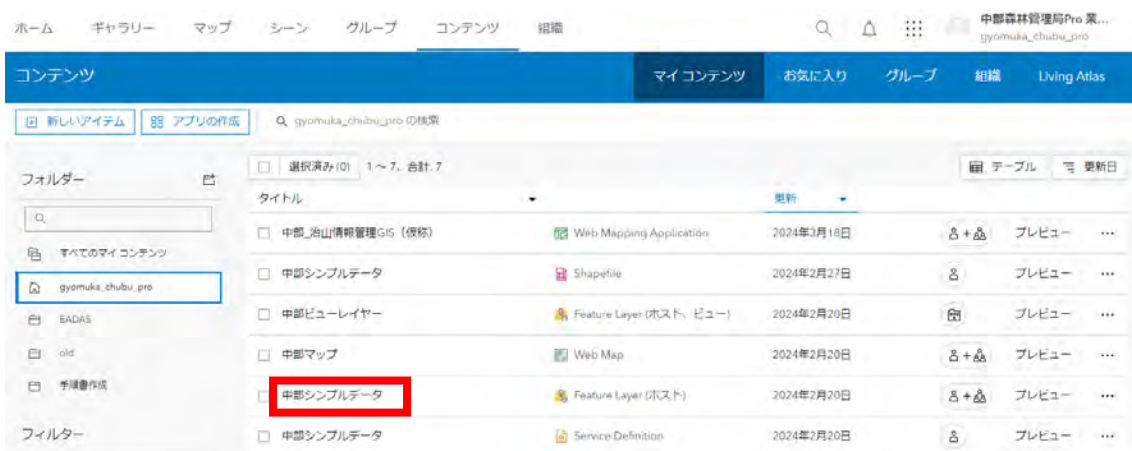 ホーム ギャラリー マップ シーン グループ コンテンツ 組織 中部森林管理局Pro 業...
gyomuka_chubu_pro
コンテンツ マイ コンテンツ お気に入り グループ 組織 Living Atlas
新しいアイテム アプリの作成 gyomuka_chubu_pro の検索
フォルダー 選択済み (0) 1 ~ 7、合計: 7 テーブル 更新日
タイトル 更新
中部_治山情報管理GIS（仮称） Web Mapping Application 2024年3月18日 プレビュー ...
すべてのマイ コンテンツ
中部シンプルデータ Shapefile 2024年2月27日 プレビュー ...
gyomuka_chubu_pro
EADAS 中部ビューレイヤー Feature Layer (ホスト、ビュー) 2024年2月20日 プレビュー ...
old 中部マップ Web Map 2024年2月20日 プレビュー ...
手順書作成 中部シンプルデータ Feature Layer (ホスト) 2024年2月20日 プレビュー ...
フィルター 中部シンプルデータ Service Definition 2024年2月20日 プレビュー ...